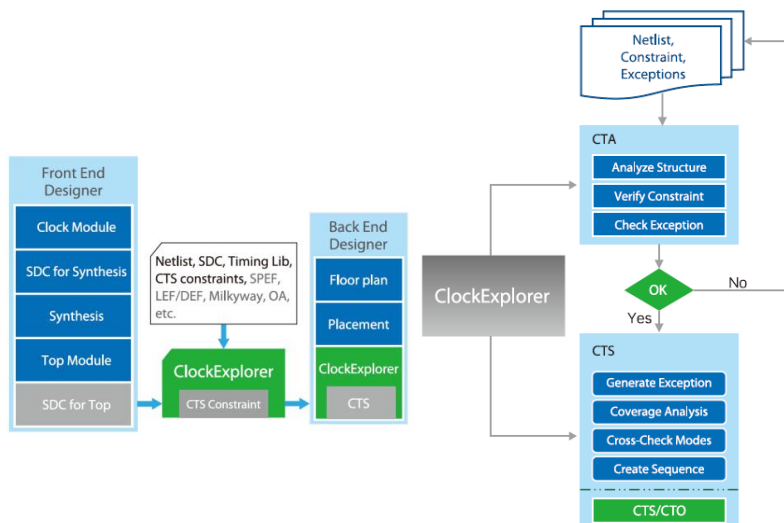 Front End
Designer
Clock Module
SDC for Synthesis
Synthesis
Top Module
SDC for Top
Netlist, SDC, Timing Lib,
CTS constraints, SPEF,
LEF/DEF, Milkyway, OA,
etc.
ClockExplorer
CTS Constraint
Back End
Designer
Floor plan
Placement
ClockExplorer
CTS
ClockExplorer
Netlist,
Constraint,
Exceptions
CTA
Analyze Structure
Verify Constraint
Check Exception
OK
No
Yes
CTS
Generate Exception
Coverage Analysis
Cross-Check Modes
Create Sequence
CTS/CTO